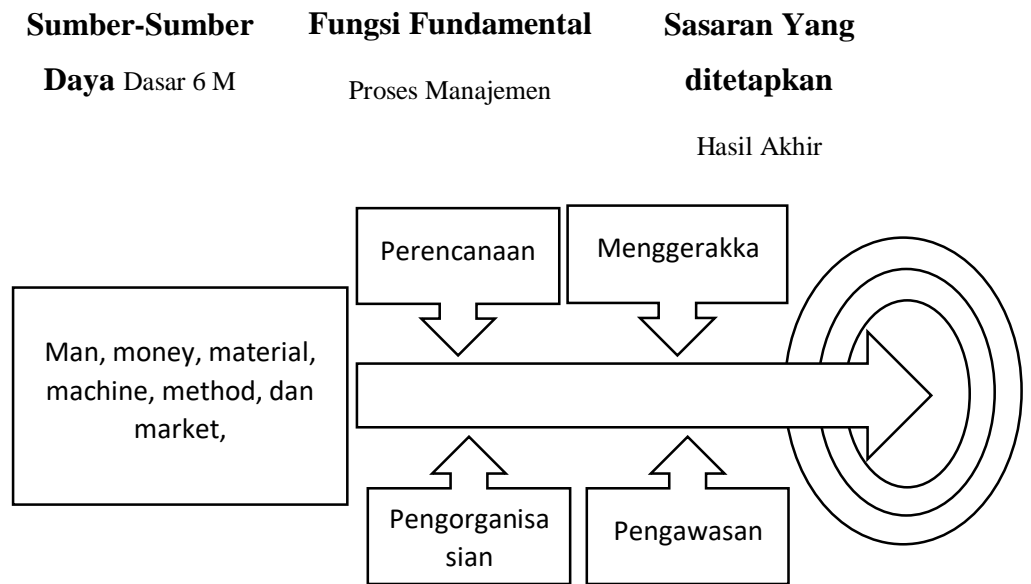 Sumber-Sumber
Daya Dasar 6 M
Fungsi Fundamental
Proses Manajemen
Sasaran Yang
ditetapkan
Hasil Akhir
Perencanaan
Menggerakka
Man, money, material,
machine, method, dan
market,
Pengorganisa
sian
Pengawasan